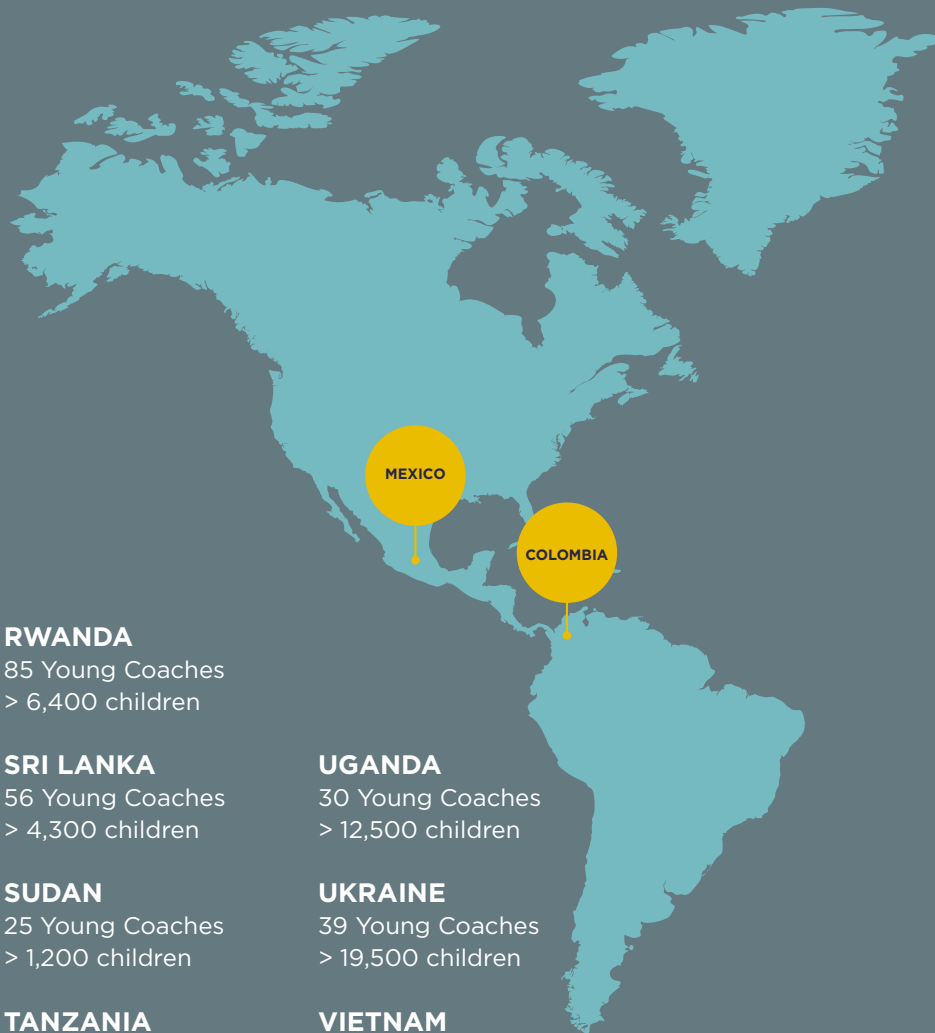 MEXICO
COLOMBIA
RWANDA
85 Young Coaches
> 6,400 children
SRI LANKA
56 Young Coaches
> 4,300 children
SUDAN
25 Young Coaches
> 1,200 children
TANZANIA
UGANDA
30 Young Coaches
> 12,500 children
UKRAINE
39 Young Coaches
> 19,500 children
VIETNAM